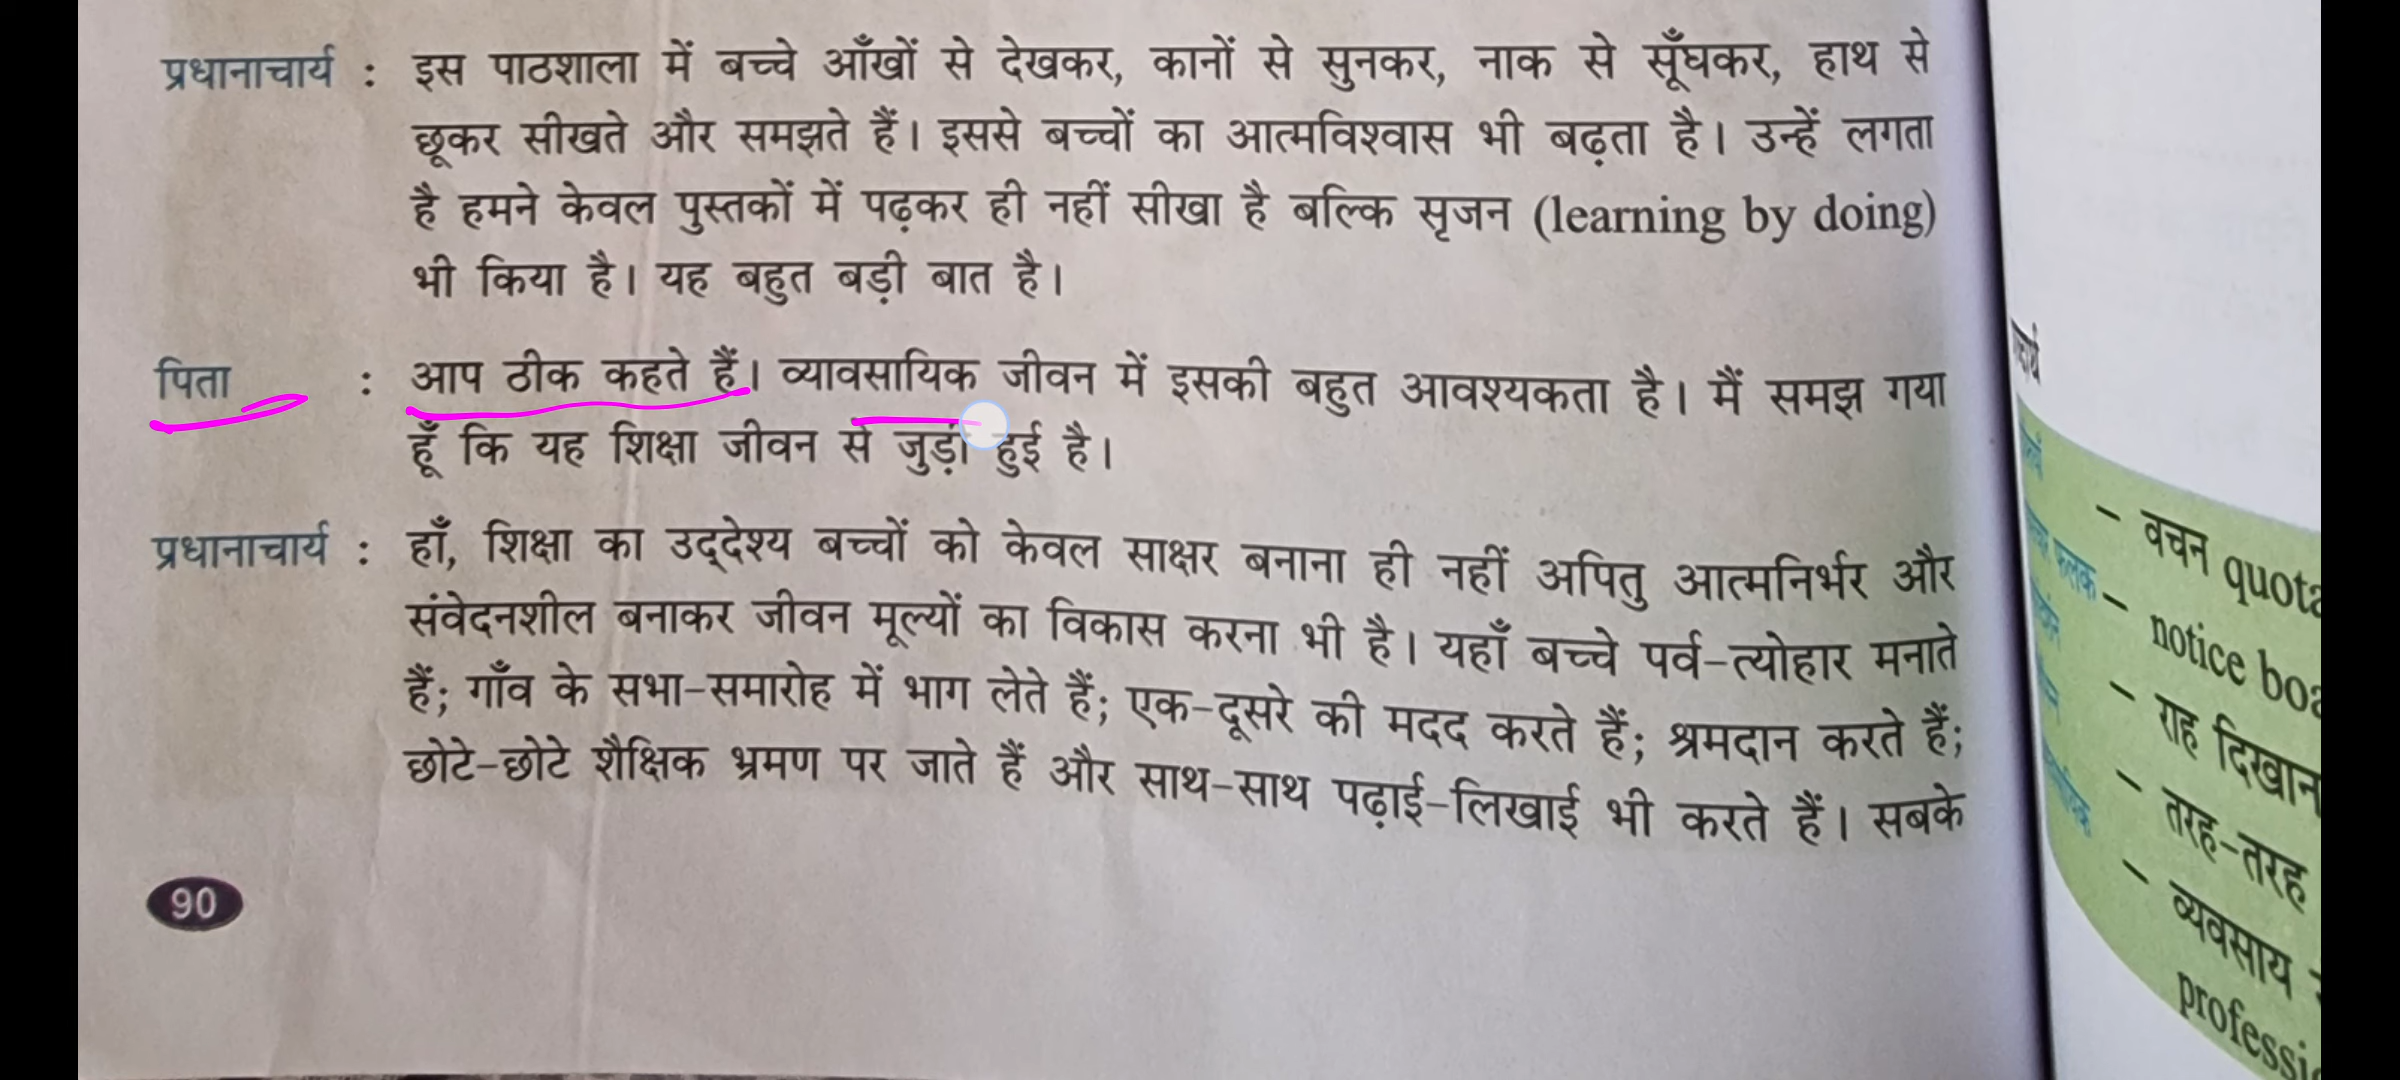 प्रधानाचार्य : इस पाठशाला में बच्चे आँखों से देखकर, कानों से सुनकर, नाक से सूँघकर, हाथ से
छूकर सीखते और समझते हैं। इससे बच्चों का आत्मविश्वास भी बढ़ता है। उन्हें लगता
है हमने केवल पुस्तकों में पढ़कर ही नहीं सीखा है बल्कि सृजन (learning by doing)
भी किया है। यह बहुत बड़ी बात है।
पिता : आप ठीक कहते हैं। व्यावसायिक जीवन में इसकी बहुत आवश्यकता है। मैं समझ गया
हूँ कि यह शिक्षा जीवन से जुड़ी हुई है।
प्रधानाचार्य : हाँ, शिक्षा का उद्देश्य बच्चों को केवल साक्षर बनाना ही नहीं अपितु आत्मनिर्भर और
संवेदनशील बनाकर जीवन मूल्यों का विकास करना भी है। यहाँ बच्चे पर्व-त्योहार मनाते
हैं; गाँव के सभा-समारोह में भाग लेते हैं; एक-दूसरे की मदद करते हैं; श्रमदान करते हैं;
छोटे-छोटे शैक्षिक भ्रमण पर जाते हैं और साथ-साथ पढ़ाई-लिखाई भी करते हैं। सबके
90
- वचन
- notice
- राह
- तरह-तरह
- व्यवसाय